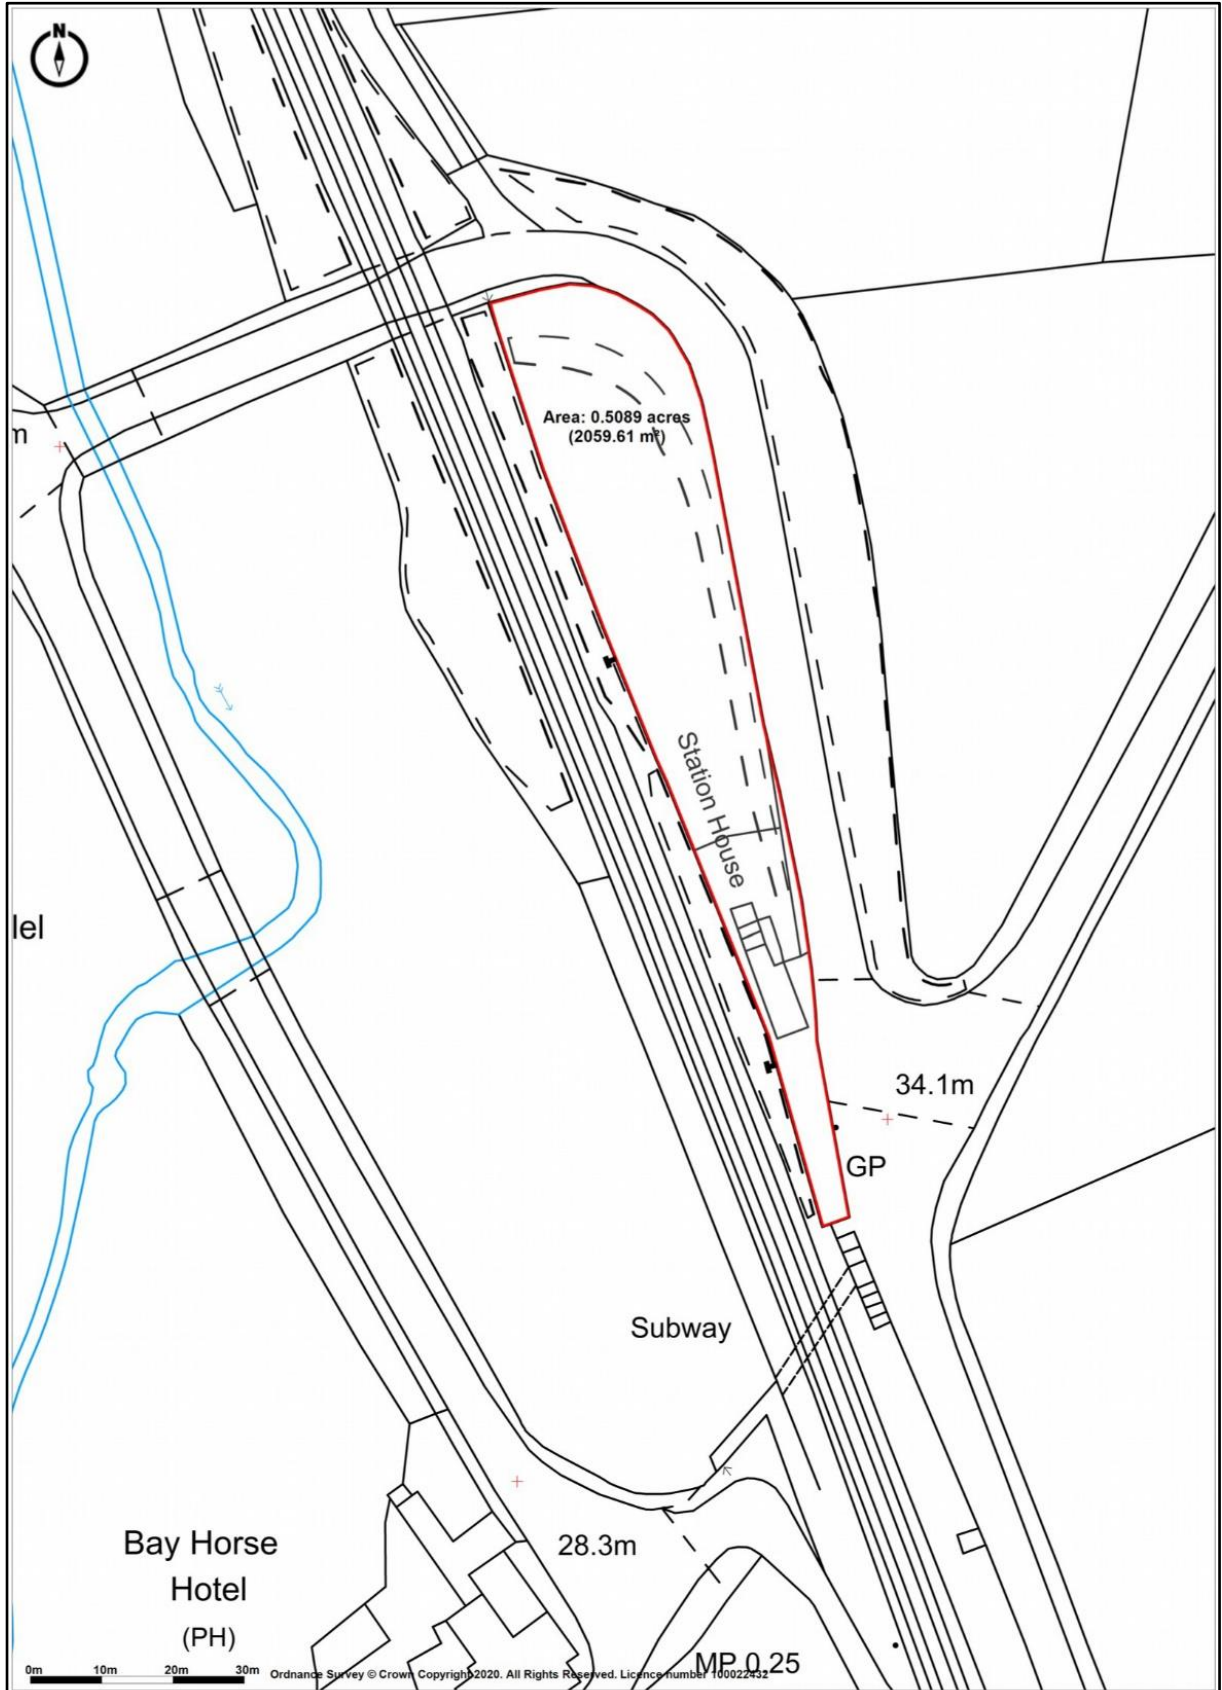 N
m
Area: 0.5089 acres
(2059.61 m²)
Station House
lel
34.1m
GP
Subway
28.3m
Bay Horse
Hotel
(PH)
MP 0.25
0m 10m 20m 30m
Ordnance Survey © Crown Copyright 2020. All Rights Reserved. Licence number 100022432